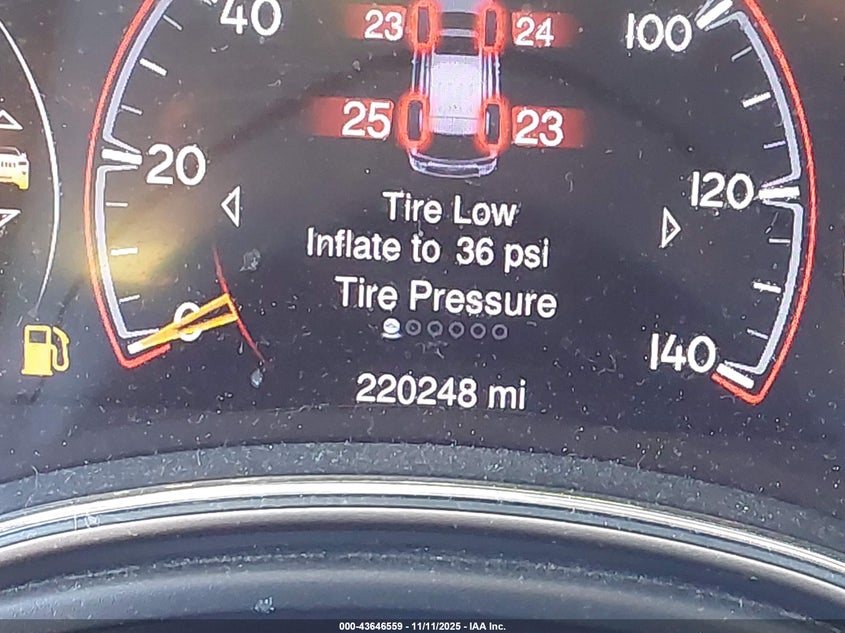 40
23
24
100
25
23
20
120
Tire Low
Inflate to 36 psi
Tire Pressure
0
140
220248 mi
000-43646559 - 11/11/2025 - IAA Inc.